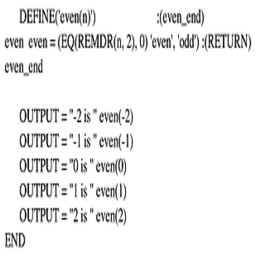 DEFINE('even(n)') :(even_end)
even even = (EQ(REMDR(n, 2), 0) 'even', 'odd') :(RETURN)
even_end
OUTPUT = "-2 is " even(-2)
OUTPUT = "-1 is " even(-1)
OUTPUT = "0 is " even(0)
OUTPUT = "1 is " even(1)
OUTPUT = "2 is " even(2)
END